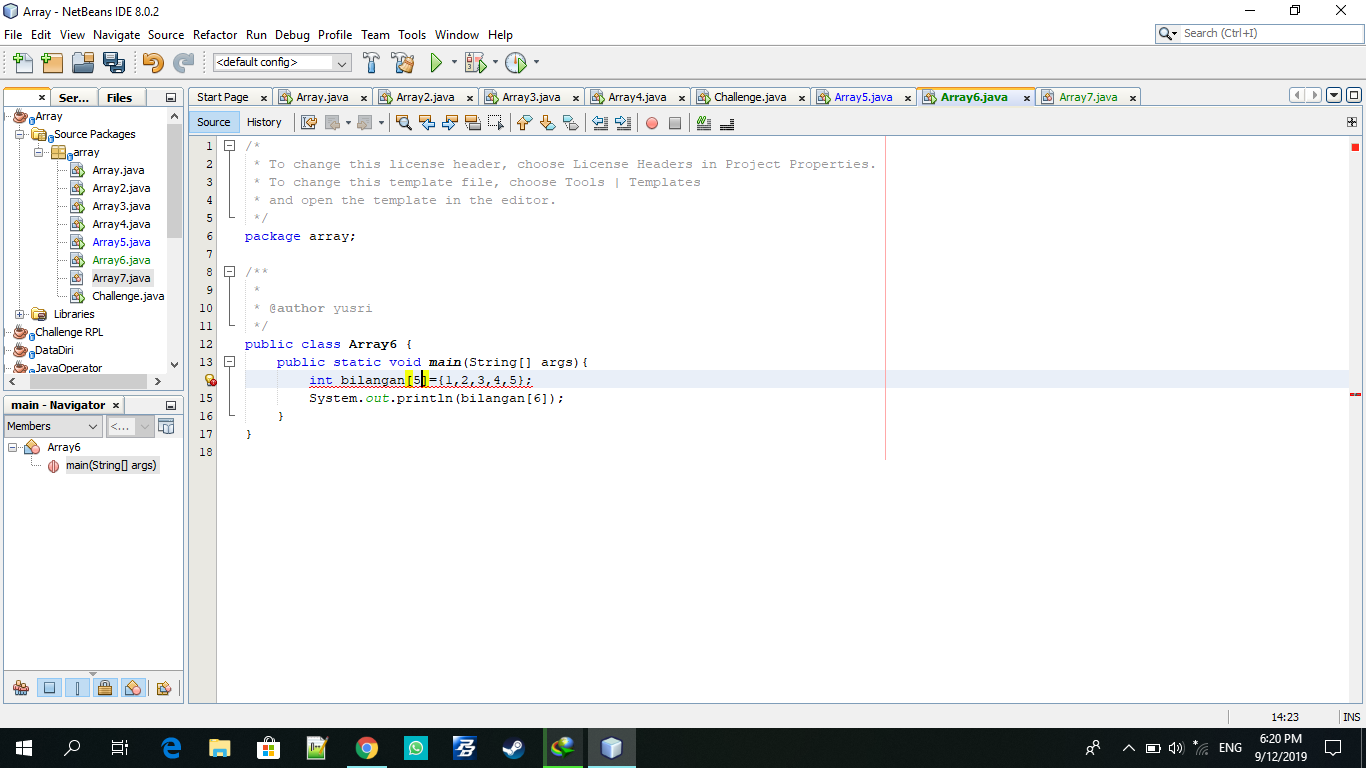 Array - NetBeans IDE 8.0.2
File Edit View Navigate Source Refactor Run Debug Profile Team Tools Window Help
Search (Ctrl+I)
<default config>
Ser... Files
Start Page Array.java Array2.java Array3.java Array4.java Challenge.java Array5.java Array6.java Array7.java
Source History
Array
Source Packages
array
Array.java
Array2.java
Array3.java
Array4.java
Array5.java
Array6.java
Array7.java
Challenge.java
Libraries
Challenge RPL
DataDiri
JavaOperator
main - Navigator
Members <...
Array6
main(String[] args)
1 /*
2 * To change this license header, choose License Headers in Project Properties.
3 * To change this template file, choose Tools | Templates
4 * and open the template in the editor.
5 */
6 package array;
7
8 /**
9 *
10 * @author yusri
11 */
12 public class Array6 {
13 public static void main(String[] args){
int bilangan[5]={1,2,3,4,5};
15 System.out.println(bilangan[6]);
16 }
17 }
18
14:23 INS
ENG
6:20 PM
9/12/2019